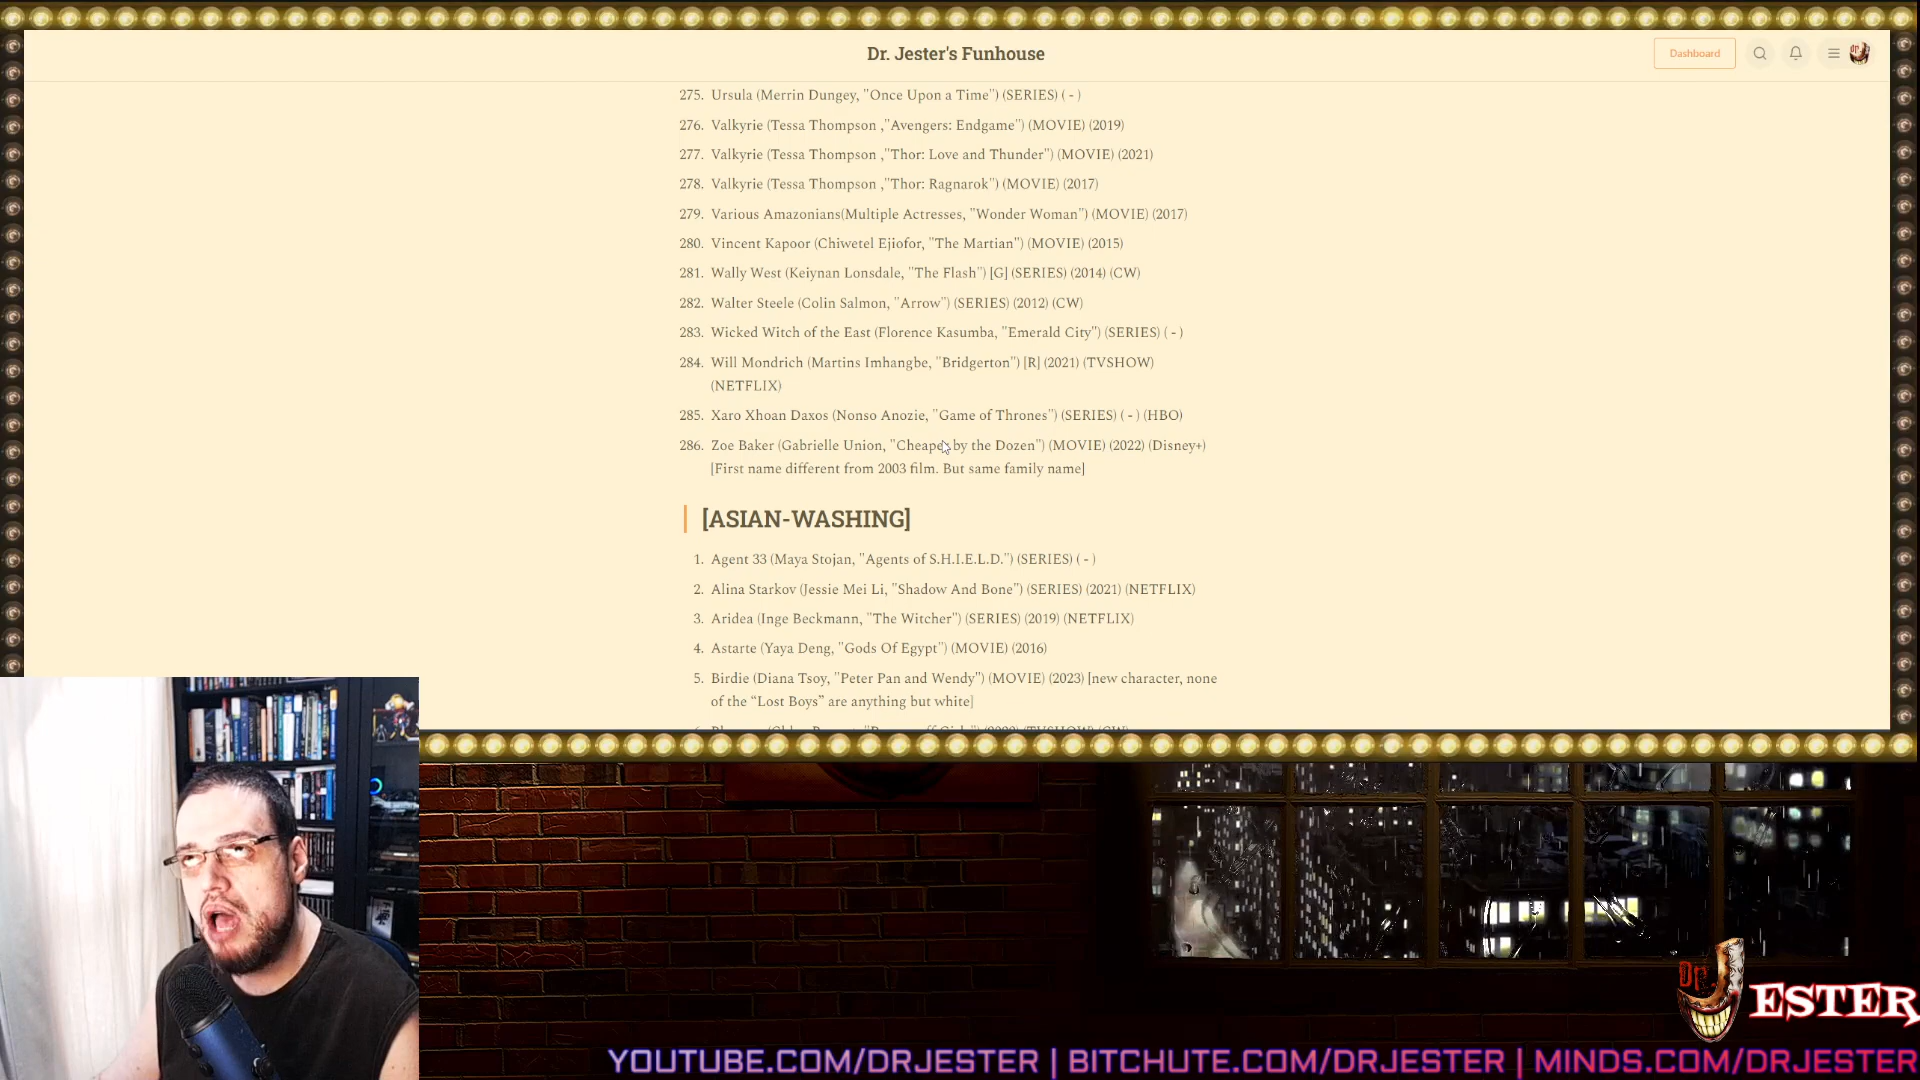 Dr. Jester's Funhouse
Dashboard
275. Ursula (Merrin Dungey, "Once Upon a Time") (SERIES) ( - )
276. Valkyrie (Tessa Thompson ,"Avengers: Endgame") (MOVIE) (2019)
277. Valkyrie (Tessa Thompson ,"Thor: Love and Thunder") (MOVIE) (2021)
278. Valkyrie (Tessa Thompson ,"Thor: Ragnarok") (MOVIE) (2017)
279. Various Amazonians(Multiple Actresses, "Wonder Woman") (MOVIE) (2017)
280. Vincent Kapoor (Chiwetel Ejiofor, "The Martian") (MOVIE) (2015)
281. Wally West (Keiynan Lonsdale, "The Flash") [G] (SERIES) (2014) (CW)
282. Walter Steele (Colin Salmon, "Arrow") (SERIES) (2012) (CW)
283. Wicked Witch of the East (Florence Kasumba, "Emerald City") (SERIES) ( - )
284. Will Mondrich (Martins Imhangbe, "Bridgerton") [R] (2021) (TVSHOW)
(NETFLIX)
285. Xaro Xhoan Daxos (Nonso Anozie, "Game of Thrones") (SERIES) ( - ) (HBO)
286. Zoe Baker (Gabrielle Union, "Cheaper by the Dozen") (MOVIE) (2022) (Disney+)
[First name different from 2003 film. But same family name]
[ASIAN-WASHING]
1. Agent 33 (Maya Stojan, "Agents of S.H.I.E.L.D.") (SERIES) ( - )
2. Alina Starkov (Jessie Mei Li, "Shadow And Bone") (SERIES) (2021) (NETFLIX)
3. Aridea (Inge Beckmann, "The Witcher") (SERIES) (2019) (NETFLIX)
4. Astarte (Yaya Deng, "Gods Of Egypt") (MOVIE) (2016)
5. Birdie (Diana Tsoy, "Peter Pan and Wendy") (MOVIE) (2023) [new character, none
of the “Lost Boys” are anything but white]
Dr. JESTER
YOUTUBE.COM/DRJESTER | BITCHUTE.COM/DRJESTER | MINDS.COM/DRJESTER